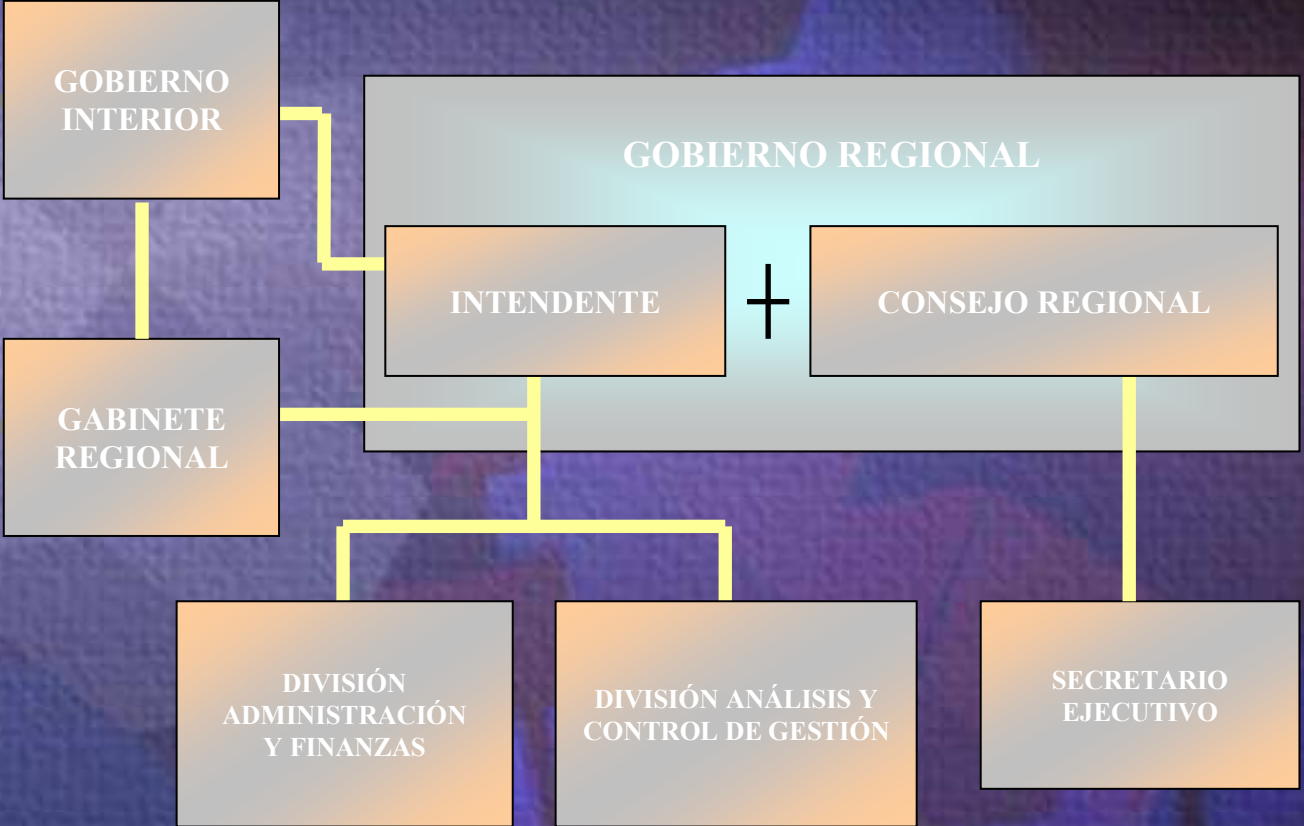 GOBIERNO
INTERIOR
GOBIERNO REGIONAL
INTENDENTE
+
CONSEJO REGIONAL
GABINETE
REGIONAL
DIVISIÓN
ADMINISTRACIÓN
Y FINANZAS
DIVISIÓN ANÁLISIS Y
CONTROL DE GESTIÓN
SECRETARIO
EJECUTIVO